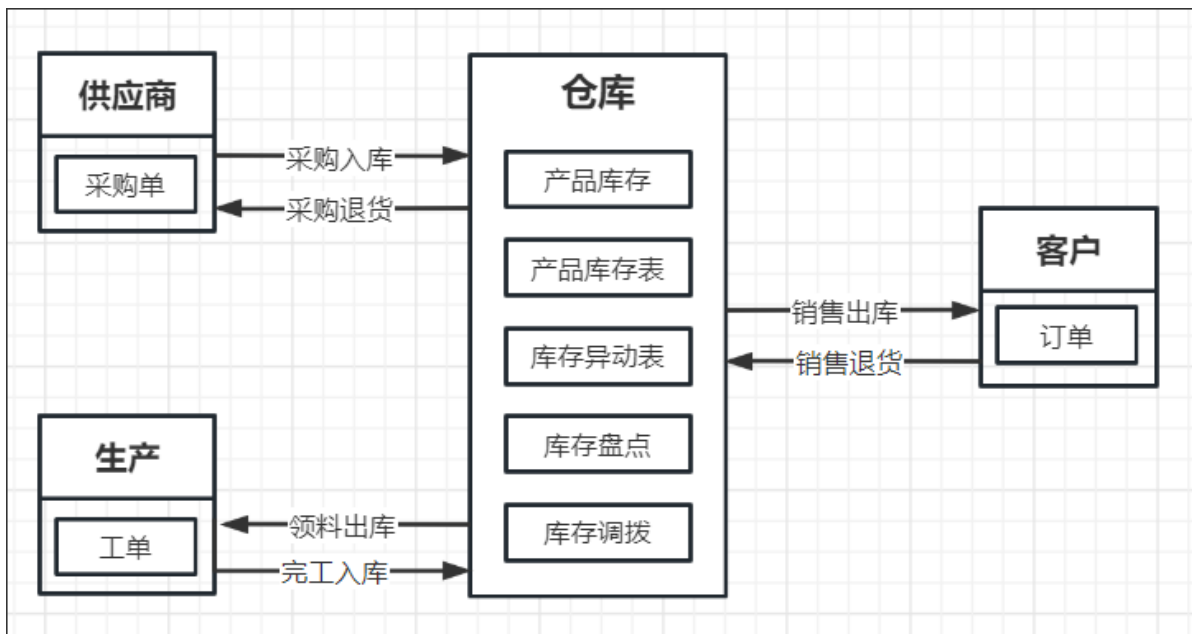 供应商
采购单
采购入库
采购退货
仓库
产品库存
产品库存表
库存异动表
库存盘点
库存调拨
客户
订单
销售出库
销售退货
生产
工单
领料出库
完工入库